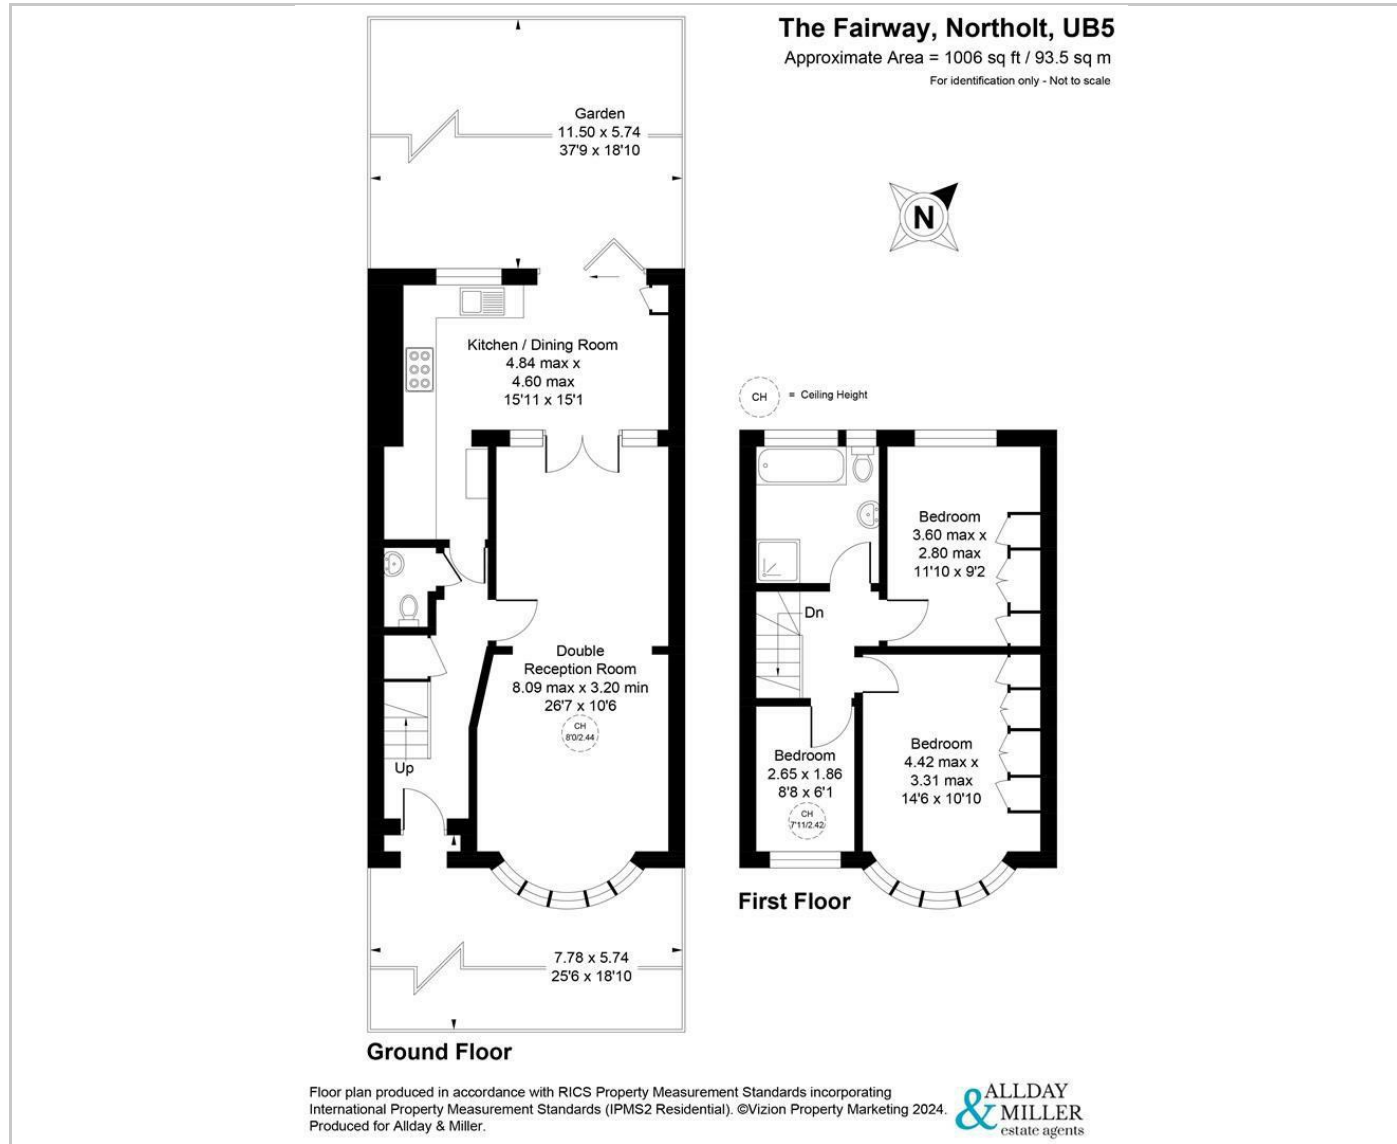 The Fairway, Northolt, UB5
Approximate Area = 1006 sq ft / 93.5 sq m
For identification only - Not to scale
Garden
11.50 x 5.74
37'9 x 18'10
N
Kitchen / Dining Room
4.84 max x
4.60 max
15'11 x 15'1
CH = Ceiling Height
Double
Reception Room
8.09 max x 3.20 min
26'7 x 10'6
CH
8'0/2.44
Up
7.78 x 5.74
25'6 x 18'10
Ground Floor
Bedroom
3.60 max x
2.80 max
11'10 x 9'2
Dn
Bedroom
2.65 x 1.86
8'8 x 6'1
CH
7'11/2.42
Bedroom
4.42 max x
3.31 max
14'6 x 10'10
First Floor
Floor plan produced in accordance with RICS Property Measurement Standards incorporating
International Property Measurement Standards (IPMS2 Residential). ©Vizion Property Marketing 2024.
Produced for Allday & Miller.
ALLDAY
& MILLER
estate agents